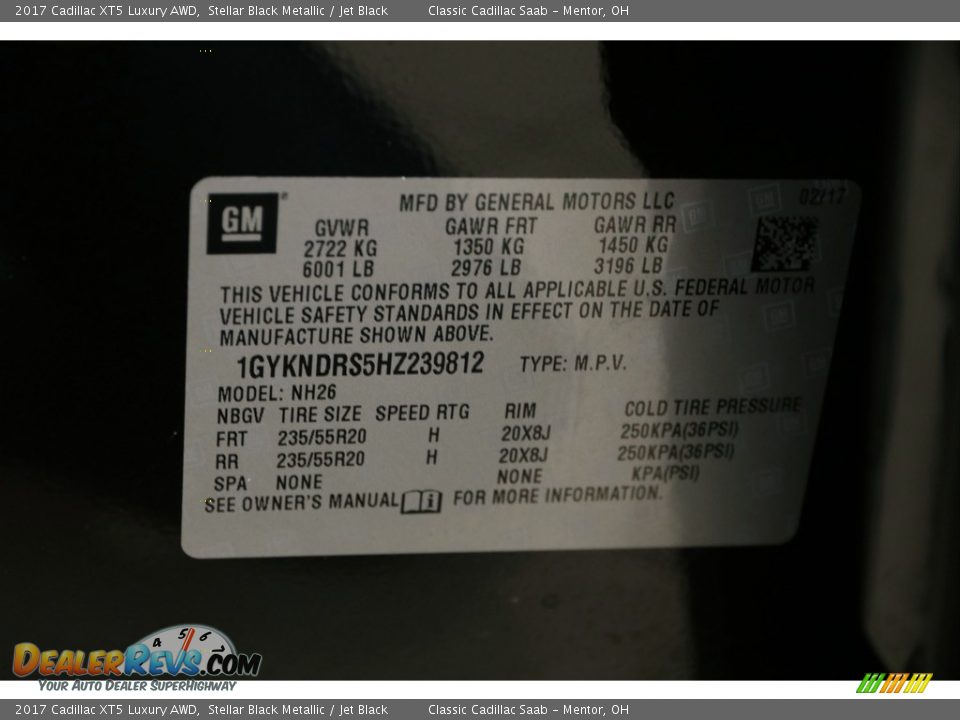 2017 Cadillac XT5 Luxury AWD, Stellar Black Metallic / Jet Black Classic Cadillac Saab – Mentor, OH
GM®
MFD BY GENERAL MOTORS LLC 02/17
GVWR GAWR FRT GAWR RR
2722 KG 1350 KG 1450 KG
6001 LB 2976 LB 3196 LB
THIS VEHICLE CONFORMS TO ALL APPLICABLE U.S. FEDERAL MOTOR
VEHICLE SAFETY STANDARDS IN EFFECT ON THE DATE OF
MANUFACTURE SHOWN ABOVE.
1GYKNDRS5HZ239812 TYPE: M.P.V.
MODEL: NH26
NBGV TIRE SIZE SPEED RTG RIM COLD TIRE PRESSURE
FRT 235/55R20 H 20X8J 250KPA(36PSI)
RR 235/55R20 H 20X8J 250KPA(36PSI)
SPA NONE NONE KPA(PSI)
SEE OWNER'S MANUAL i FOR MORE INFORMATION.
4 5 6
DEALERREVS.COM
YOUR AUTO DEALER SUPERHIGHWAY
2017 Cadillac XT5 Luxury AWD, Stellar Black Metallic / Jet Black Classic Cadillac Saab – Mentor, OH